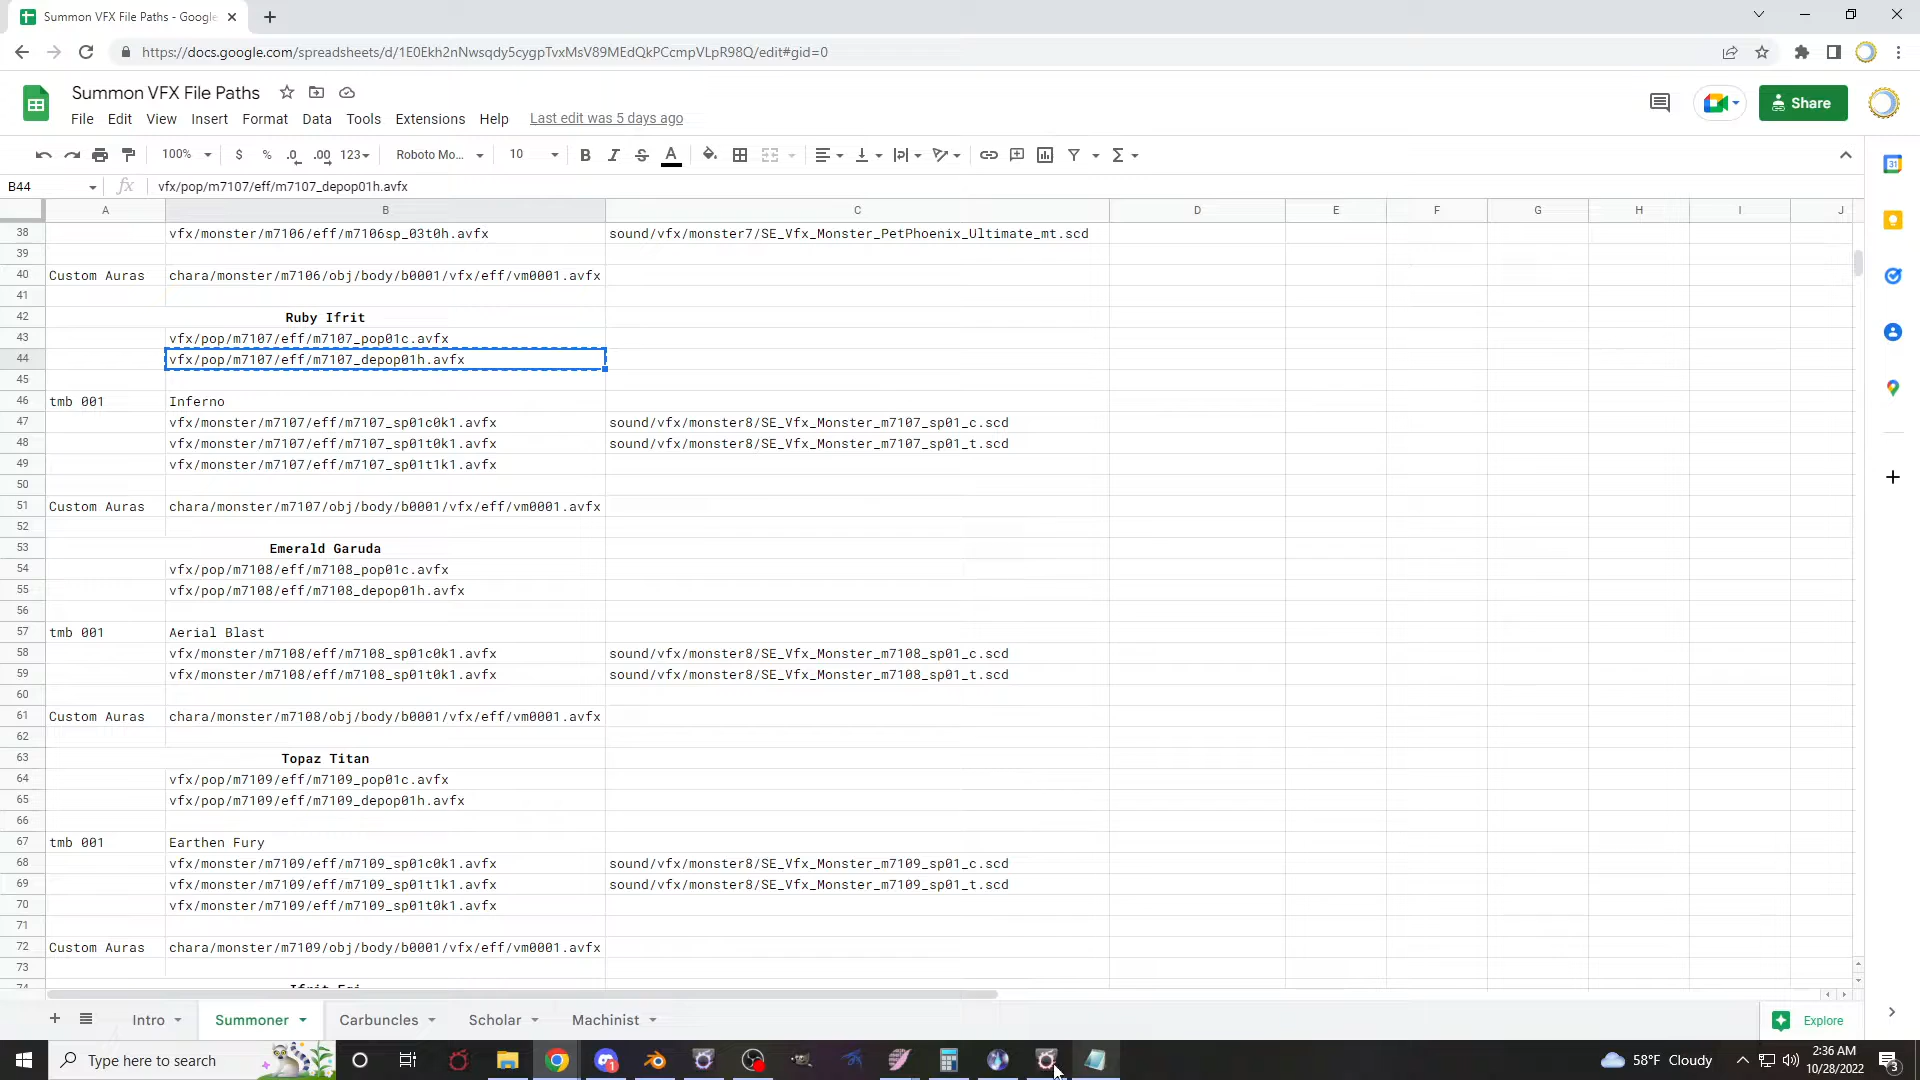 Summon VFX File Paths - Google
https://docs.google.com/spreadsheets/d/1E0Ekh2nNwsqdy5cygpTvxMsV89MEdQkPCcmpVLpR98Q/edit#gid=0
Summon VFX File Paths
File Edit View Insert Format Data Tools Extensions Help Last edit was 5 days ago
Share
100% $ % .0 .00 123 Roboto Mo... 10 B I S A
B44 fx vfx/pop/m7107/eff/m7107_depop01h.avfx
A B C D E F G H I J
38 vfx/monster/m7106/eff/m7106sp_03t0h.avfx sound/vfx/monster7/SE_Vfx_Monster_PetPhoenix_Ultimate_mt.scd
39
40 Custom Auras chara/monster/m7106/obj/body/b0001/vfx/eff/vm0001.avfx
41
42 Ruby Ifrit
43 vfx/pop/m7107/eff/m7107_pop01c.avfx
44 vfx/pop/m7107/eff/m7107_depop01h.avfx
45
46 tmb 001 Inferno
47 vfx/monster/m7107/eff/m7107_sp01c0k1.avfx sound/vfx/monster8/SE_Vfx_Monster_m7107_sp01_c.scd
48 vfx/monster/m7107/eff/m7107_sp01t0k1.avfx sound/vfx/monster8/SE_Vfx_Monster_m7107_sp01_t.scd
49 vfx/monster/m7107/eff/m7107_sp01t1k1.avfx
50
51 Custom Auras chara/monster/m7107/obj/body/b0001/vfx/eff/vm0001.avfx
52
53 Emerald Garuda
54 vfx/pop/m7108/eff/m7108_pop01c.avfx
55 vfx/pop/m7108/eff/m7108_depop01h.avfx
56
57 tmb 001 Aerial Blast
58 vfx/monster/m7108/eff/m7108_sp01c0k1.avfx sound/vfx/monster8/SE_Vfx_Monster_m7108_sp01_c.scd
59 vfx/monster/m7108/eff/m7108_sp01t0k1.avfx sound/vfx/monster8/SE_Vfx_Monster_m7108_sp01_t.scd
60
61 Custom Auras chara/monster/m7108/obj/body/b0001/vfx/eff/vm0001.avfx
62
63 Topaz Titan
64 vfx/pop/m7109/eff/m7109_pop01c.avfx
65 vfx/pop/m7109/eff/m7109_depop01h.avfx
66
67 tmb 001 Earthen Fury
68 vfx/monster/m7109/eff/m7109_sp01c0k1.avfx sound/vfx/monster8/SE_Vfx_Monster_m7109_sp01_c.scd
69 vfx/monster/m7109/eff/m7109_sp01t1k1.avfx sound/vfx/monster8/SE_Vfx_Monster_m7109_sp01_t.scd
70 vfx/monster/m7109/eff/m7109_sp01t0k1.avfx
71
72 Custom Auras chara/monster/m7109/obj/body/b0001/vfx/eff/vm0001.avfx
73
74 Ifrit Egi
Intro Summoner Carbuncles Scholar Machinist Explore
Type here to search 58°F Cloudy 2:36 AM
10/28/2022